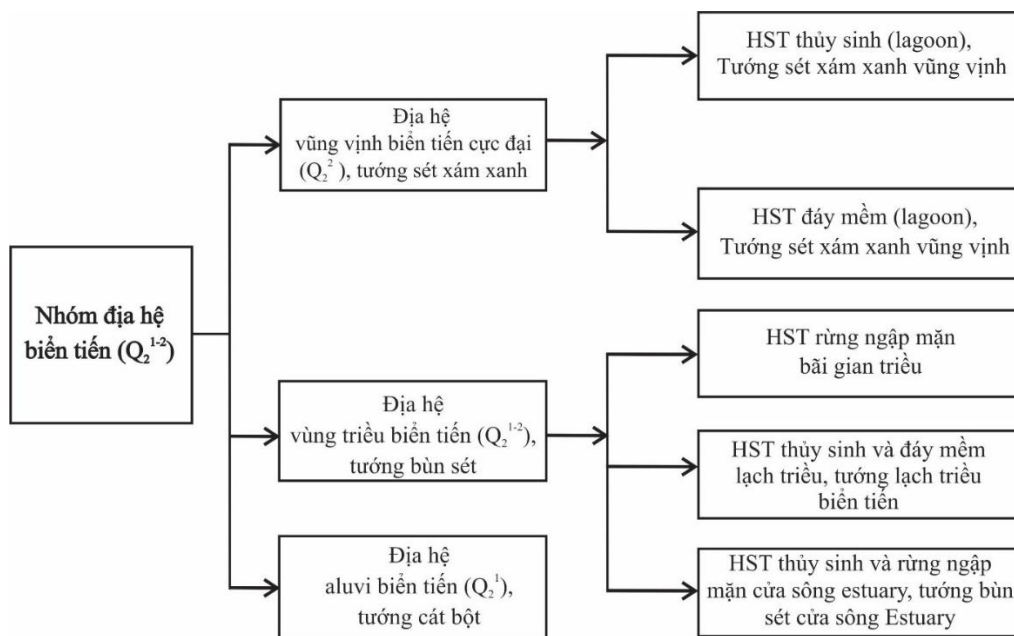 Nhóm địa hệ
biển tiến (Q₂¹⁻²)
Địa hệ
vũng vịnh biển tiến cực đại
(Q₂²), tướng sét xám xanh
Địa hệ
vùng triều biển tiến (Q₂¹⁻²),
tướng bùn sét
Địa hệ
aluvi biển tiến (Q₂¹),
tướng cát bột
HST thủy sinh (lagoon),
Tướng sét xám xanh vũng vịnh
HST đáy mềm (lagoon),
Tướng sét xám xanh vũng vịnh
HST rừng ngập mặn
bãi gian triều
HST thủy sinh và đáy mềm
lạch triều, tướng lạch triều
biển tiến
HST thủy sinh và rừng ngập
mặn cửa sông estuary, tướng bùn
sét cửa sông Estuary